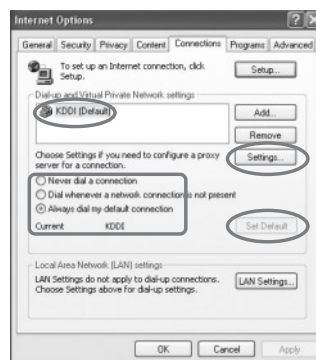 Internet Options
General Security Privacy Content Connections Programs Advanced
To set up an Internet connection, click
Setup.
Setup...
Dial-up and Virtual Private Network settings
KDDI (Default)
Add...
Remove
Choose Settings if you need to configure a proxy
server for a connection.
Settings...
Never dial a connection
Dial whenever a network connection is not present
Always dial my default connection
Current KDDI
Set Default
Local Area Network (LAN) settings
LAN Settings do not apply to dial-up connections.
Choose Settings above for dial-up settings.
LAN Settings...
OK Cancel Apply